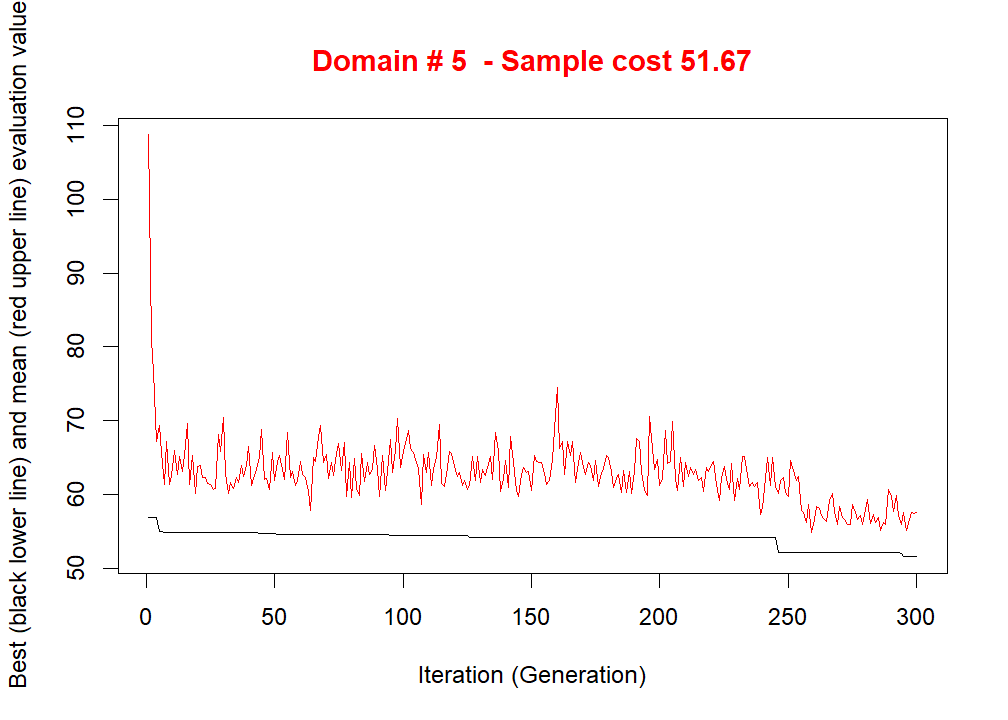 Domain # 5  - Sample cost 51.67
Best (black lower line) and mean (red upper line) evaluation value
110
100
90
80
70
60
50
0 50 100 150 200 250 300
Iteration (Generation)